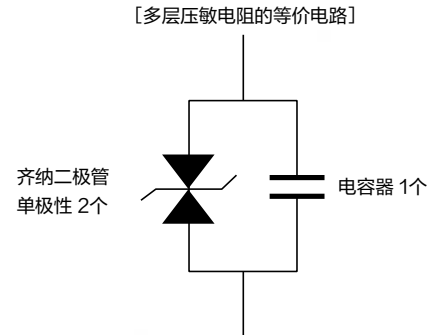 ［多层压敏电阻的等价电路］
齐纳二极管
单极性 2个
电容器 1个